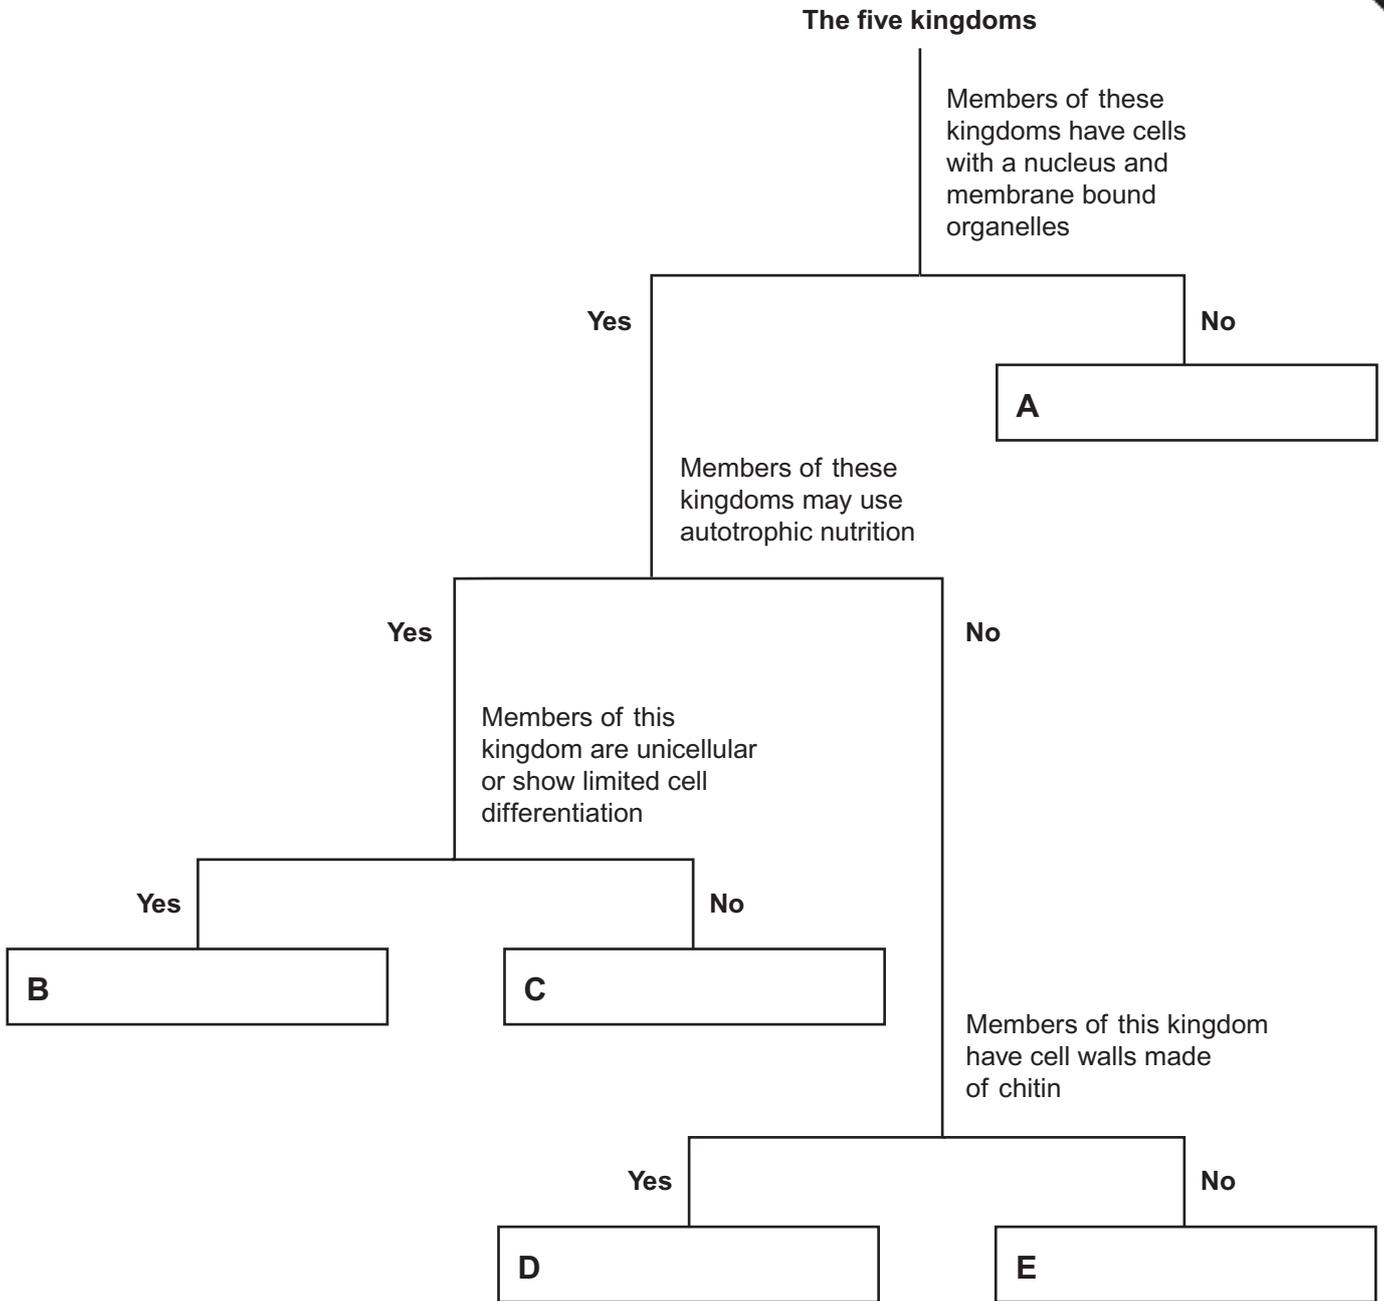 The five kingdoms
Members of these
kingdoms have cells
with a nucleus and
membrane bound
organelles
Yes
No
A
Members of these
kingdoms may use
autotrophic nutrition
Yes
No
Members of this
kingdom are unicellular
or show limited cell
differentiation
Yes
No
B
C
Members of this kingdom
have cell walls made
of chitin
Yes
No
D
E